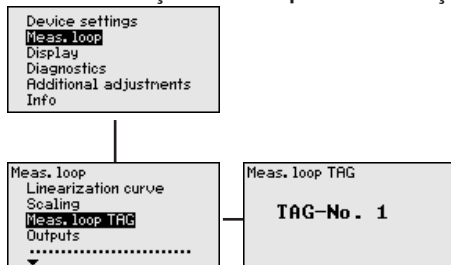 Device settings
Meas. loop
Display
Diagnostics
Additional adjustments
Info
Meas. loop
Linearization curve
Scaling
Meas. loop TAG
Outputs
Meas. loop TAG
TAG-No. 1